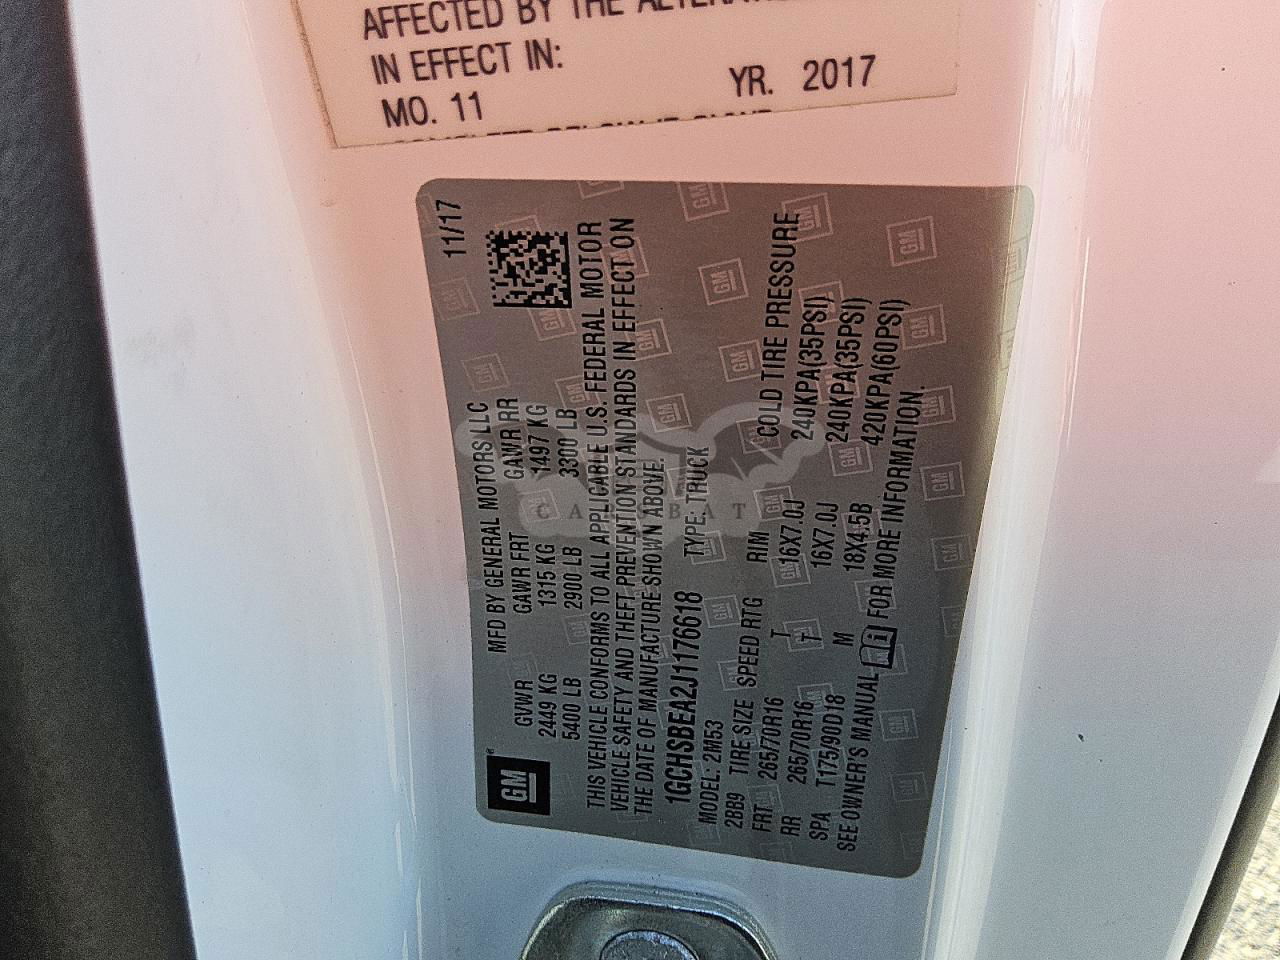 AFFECTED BY THE
IN EFFECT IN:
MO. 11 YR. 2017
11/17
MFD BY GENERAL MOTORS LLC
GVWR GAWR FRT GAWR RR
2449 KG 1315 KG 1497 KG
5400 LB 2900 LB 3300 LB
GM
THIS VEHICLE CONFORMS TO ALL APPLICABLE U.S. FEDERAL MOTOR
VEHICLE SAFETY AND THEFT PREVENTION STANDARDS IN EFFECT ON
THE DATE OF MANUFACTURE SHOWN ABOVE.
1GCHSBEA2J1176618 TYPE: TRUCK
MODEL: 2M53
2BB9 TIRE SIZE SPEED RTG RIM COLD TIRE PRESSURE
FRT 265/70R16 T 16X7.0J 240KPA(35PSI)
RR 265/70R16 T 16X7.0J 240KPA(35PSI)
SPA T175/90D18 M 18X4.5B 420KPA(60PSI)
SEE OWNER'S MANUAL i FOR MORE INFORMATION.
CARSBAT